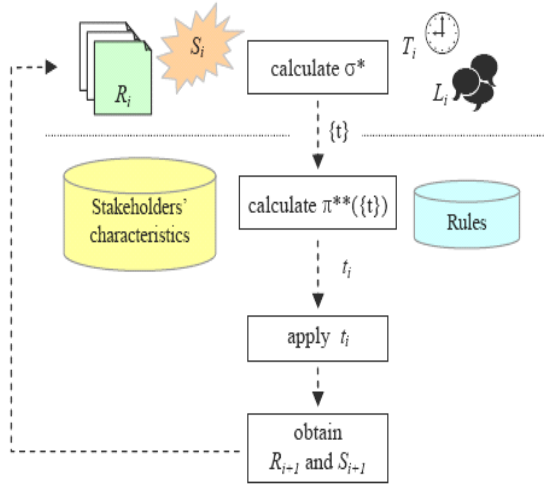 R_i
S_i
calculate σ*
T_i
L_i
{t}
Stakeholders'
characteristics
calculate π**({t})
Rules
t_i
apply t_i
obtain
R_{i+1} and S_{i+1}